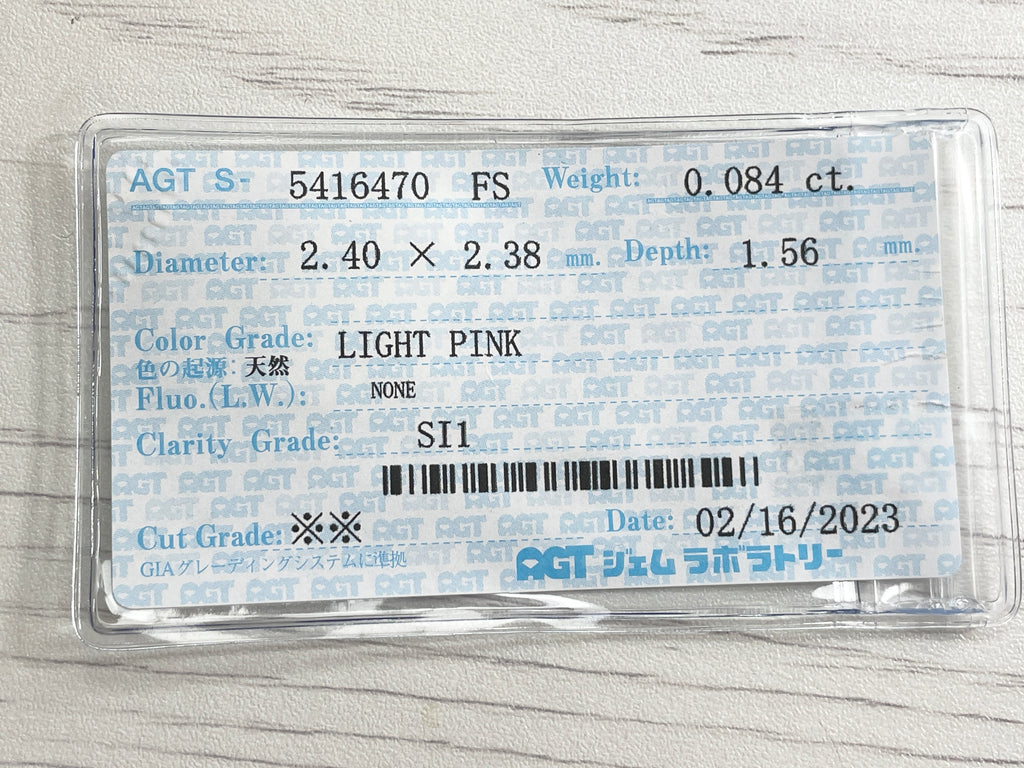 AGT S- 5416470 FS Weight: 0.084 ct.
Diameter: 2.40 × 2.38 mm. Depth: 1.56 mm.
Color Grade: LIGHT PINK
色の起源: 天然
Fluo.(L.W.): NONE
Clarity Grade: SI1
Cut Grade: ※※ Date: 02/16/2023
GIAグレーディングシステムに準拠 AGT ジェム ラボラトリー